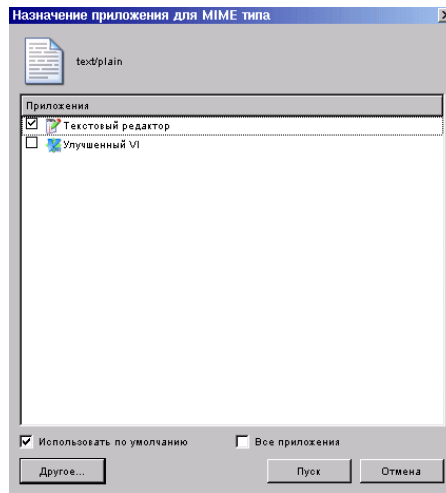 Назначение приложения для MIME типа
text/plain
Приложения
Текстовый редактор
Улучшенный VI
Использовать по умолчанию
Все приложения
Другое...
Пуск
Отмена